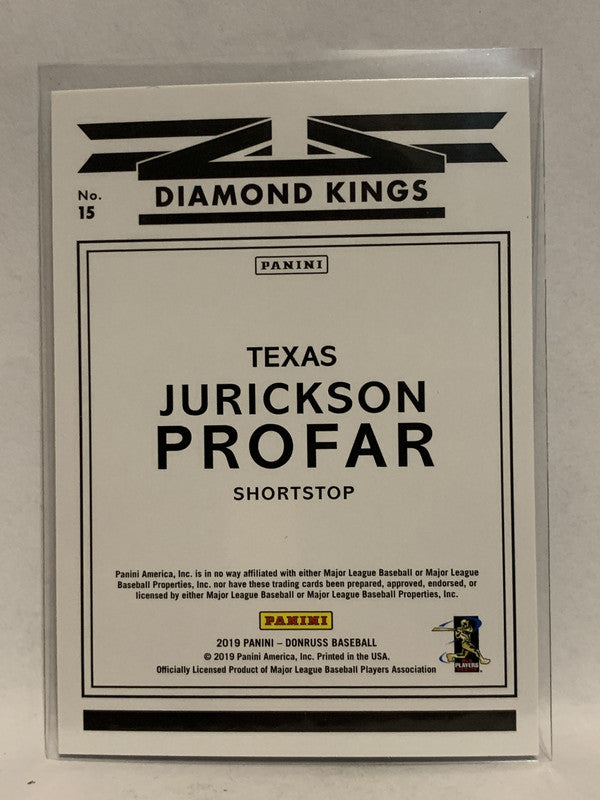 DIAMOND KINGS
No.
15
PANINI
TEXAS
JURICKSON
PROFAR
SHORTSTOP
Panini America, Inc. is in no way affiliated with either Major League Baseball or Major League
Baseball Properties, Inc. nor have these trading cards been prepared, approved, endorsed, or
licensed by either Major League Baseball or Major League Baseball Properties, Inc.
PANINI
2019 PANINI – DONRUSS BASEBALL
© 2019 Panini America, Inc. Printed in the USA.
Officially Licensed Product of Major League Baseball Players Association
PLAYERS